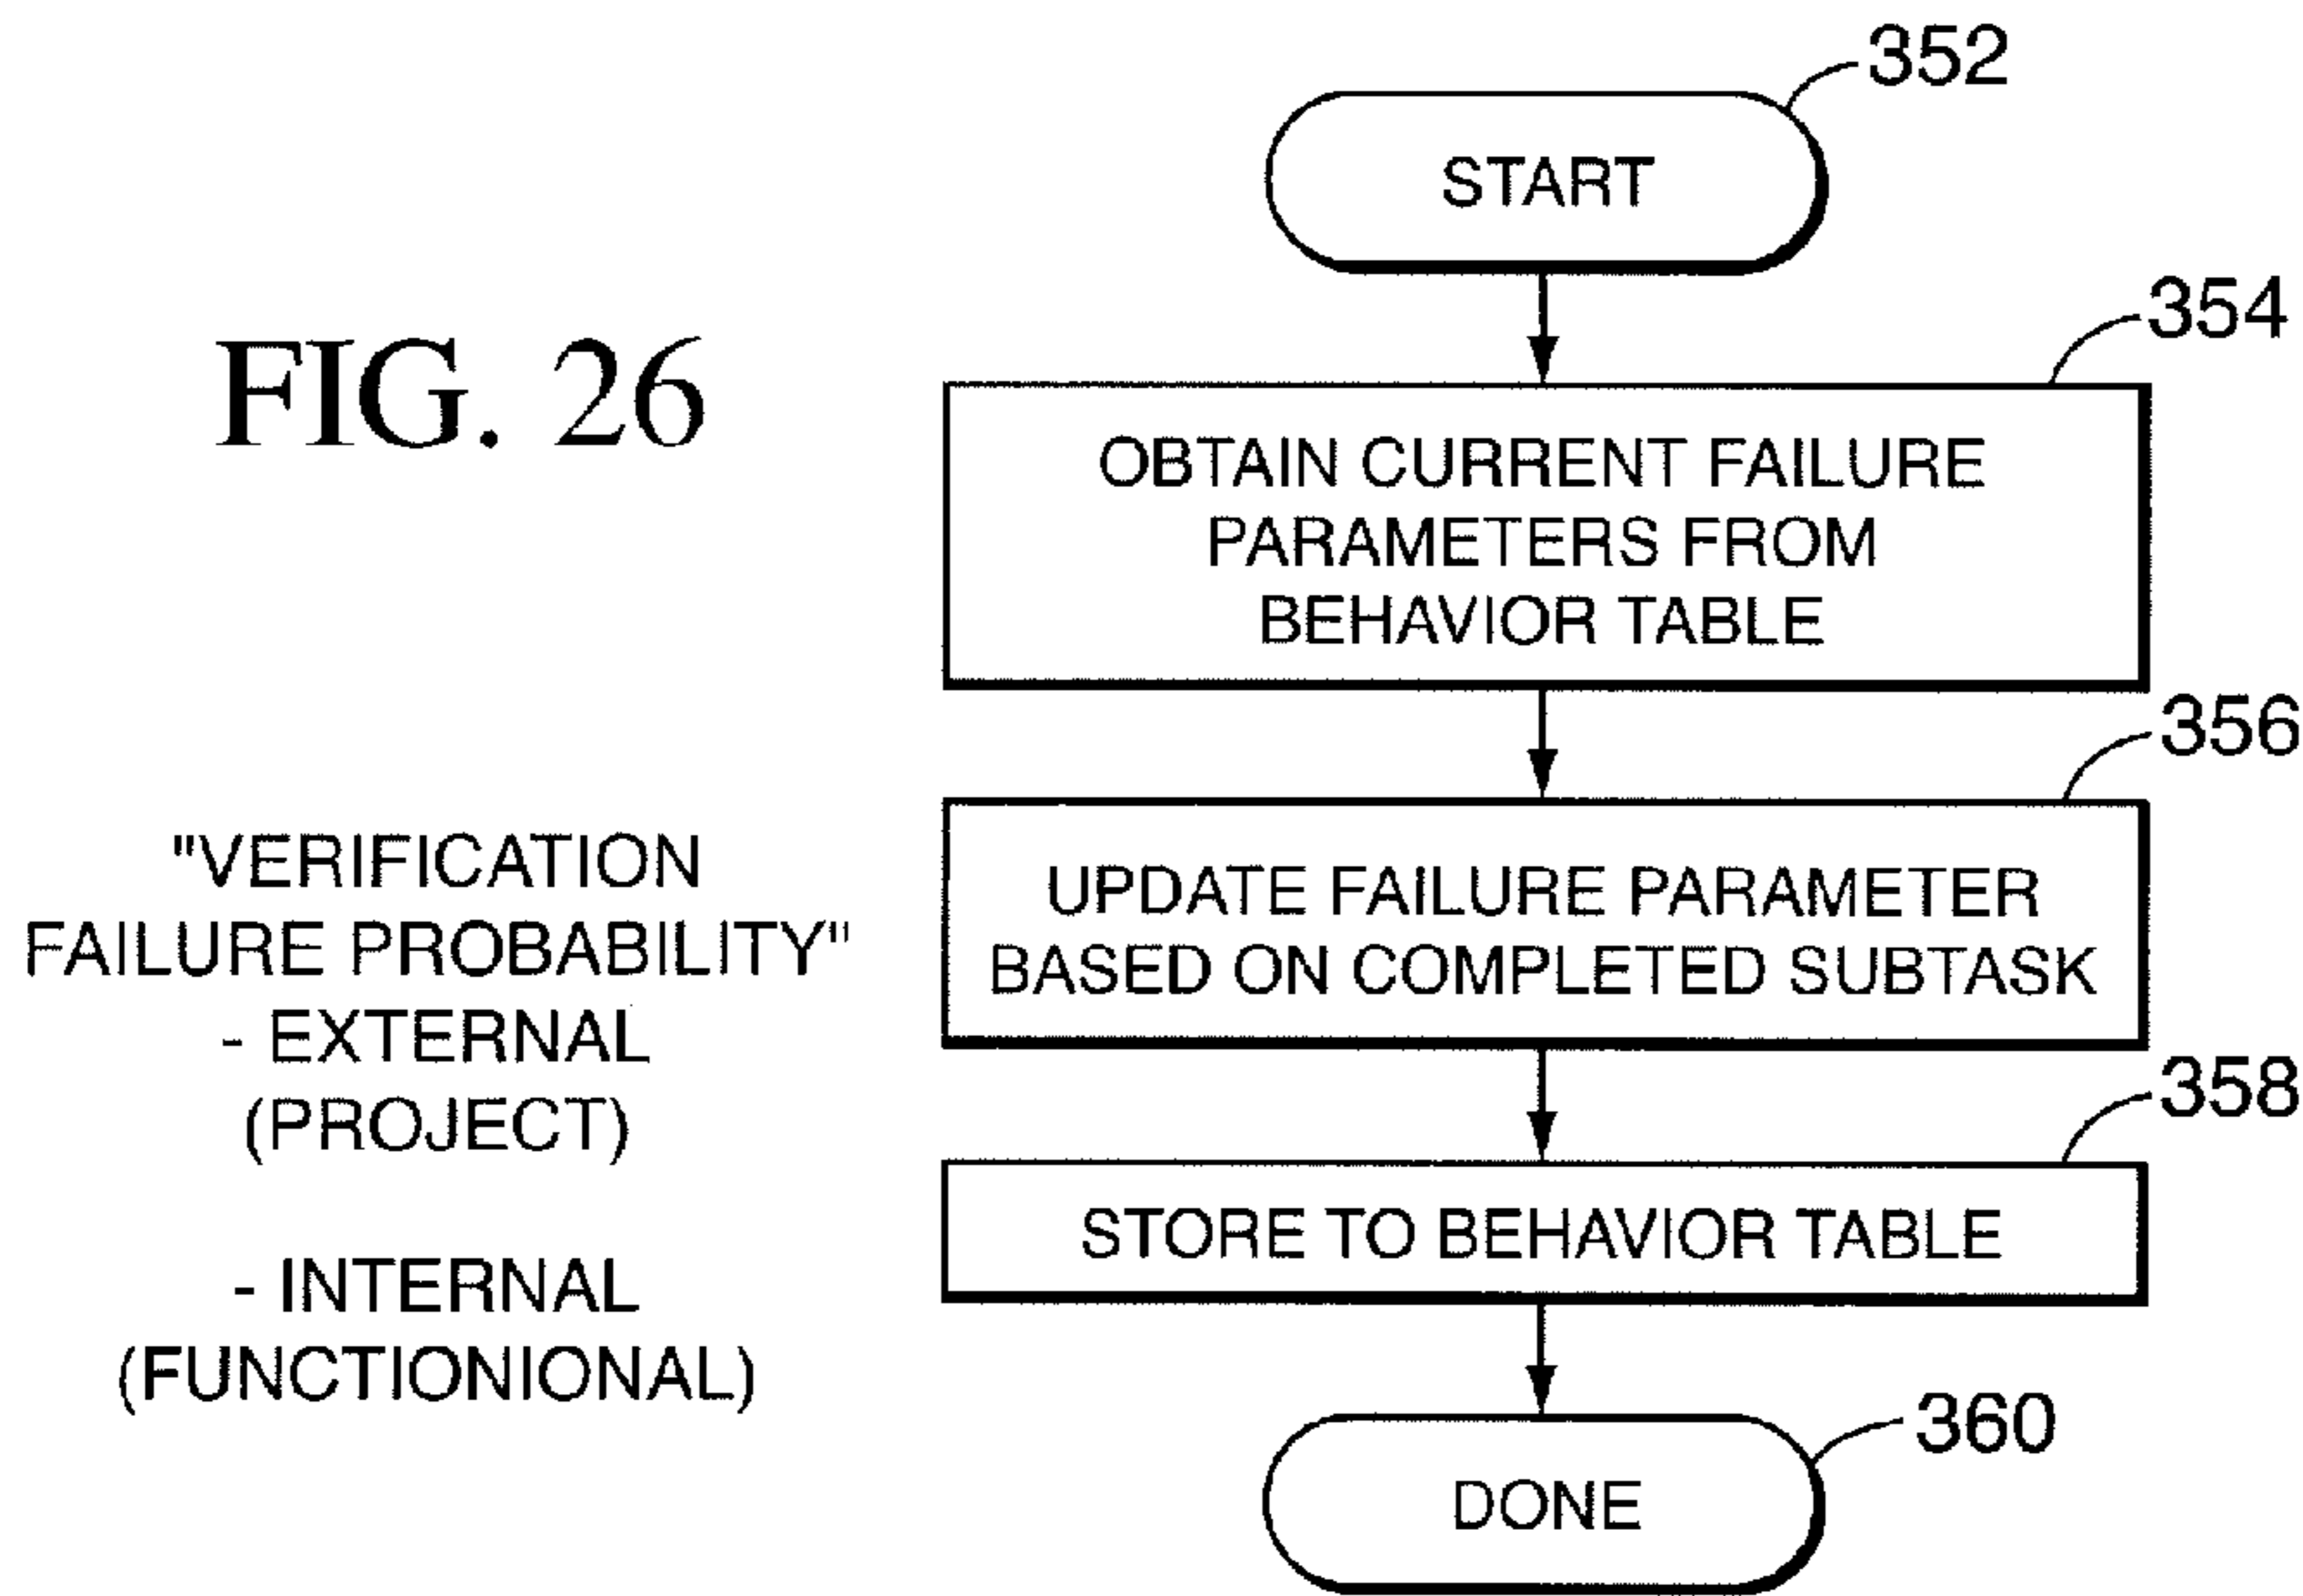 FIG. 26
352
START
354
OBTAIN CURRENT FAILURE
PARAMETERS FROM
BEHAVIOR TABLE
356
UPDATE FAILURE PARAMETER
BASED ON COMPLETED SUBTASK
358
STORE TO BEHAVIOR TABLE
360
DONE
"VERIFICATION
FAILURE PROBABILITY"
- EXTERNAL
(PROJECT)
- INTERNAL
(FUNCTIONIONAL)